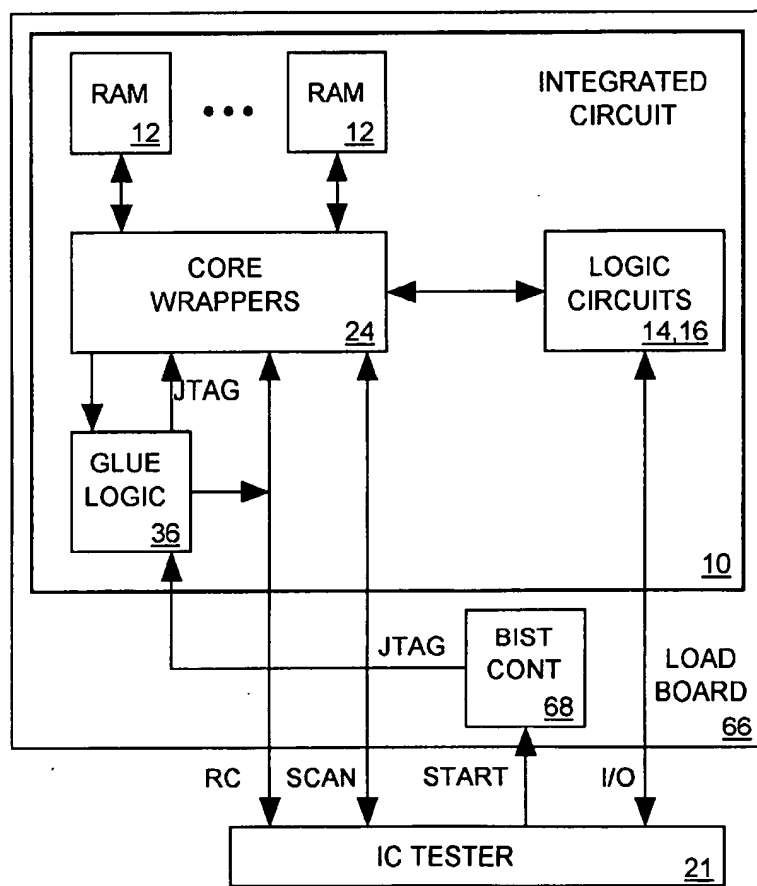 RAM
12
RAM
12
INTEGRATED
CIRCUIT
CORE
WRAPPERS
24
LOGIC
CIRCUITS
14,16
JTAG
GLUE
LOGIC
36
10
JTAG
BIST
CONT
68
LOAD
BOARD
66
RC
SCAN
START
I/O
IC TESTER
21